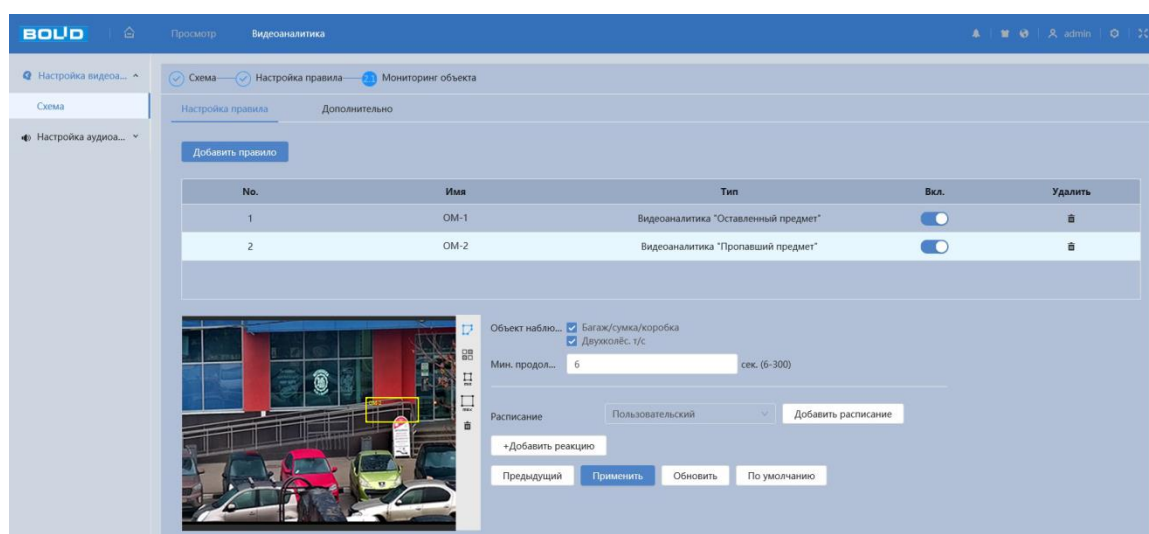 BOLID Просмотр Видеоаналитика admin
Настройка видеоа...
Схема
Настройка аудиоа...
Схема Настройка правила 2.1 Мониторинг объекта
Настройка правила Дополнительно
Добавить правило
No. Имя Тип Вкл. Удалить
1 OM-1 Видеоаналитика "Оставленный предмет"
2 OM-2 Видеоаналитика "Пропавший предмет"
Объект наблю... Багаж/сумка/коробка
Двухколёс. т/с
Мин. продол... 6 сек. (6-300)
Расписание Пользовательский Добавить расписание
+Добавить реакцию
Предыдущий Применить Обновить По умолчанию